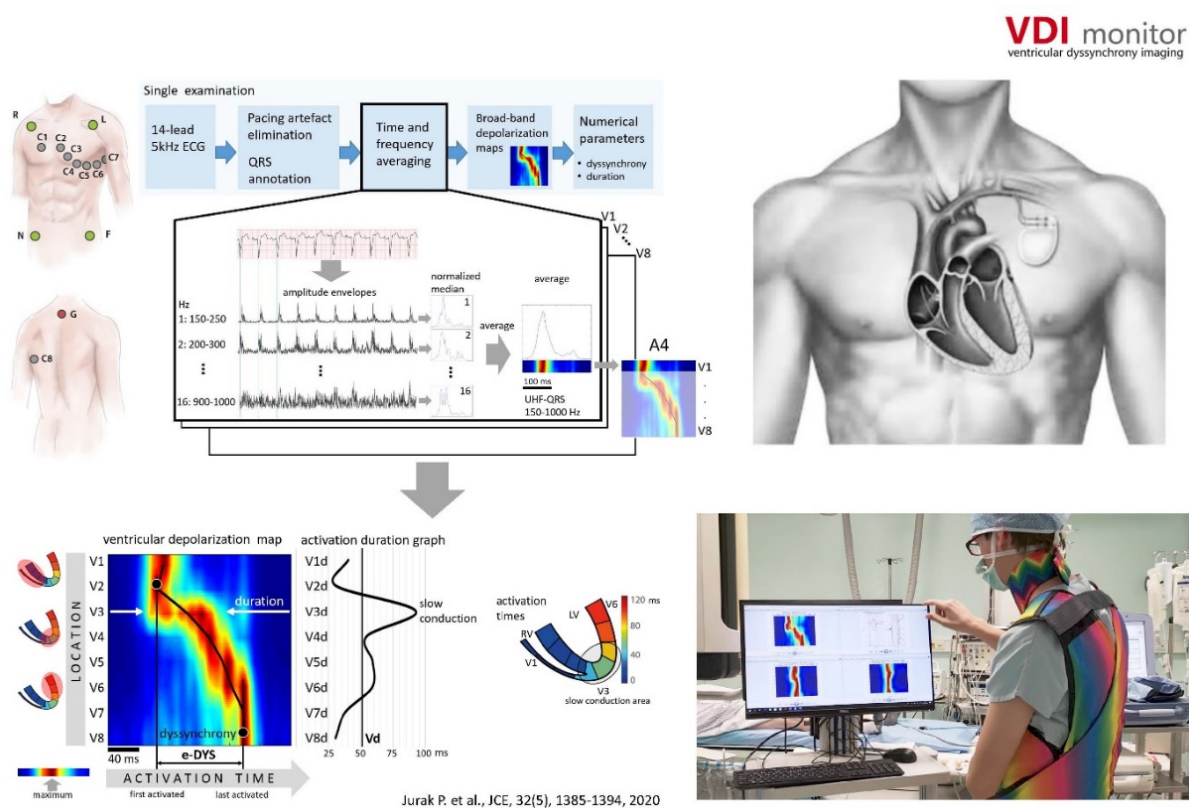 VDI monitor
ventricular dyssynchrony imaging
Single examination
14-lead
5kHz ECG
Pacing artefact
elimination
QRS
annotation
Time and
frequency
averaging
Broad-band
depolarization
maps
Numerical
parameters
• dyssynchrony
• duration
R
L
C1
C2
C3
C4
C5
C6
C7
N
F
G
C8
V1
V2
V8
amplitude envelopes
normalized
median
average
Hz
1: 150-250
2: 200-300
16: 900-1000
1
2
16
average
100 ms
UHF-QRS
150-1000 Hz
A4
V1
V8
ventricular depolarization map
LOCATION
V1
V2
V3
V4
V5
V6
V7
V8
duration
dyssynchrony
40 ms
e-DYS
ACTIVATION TIME
first activated
last activated
maximum
activation duration graph
V1d
V2d
V3d
V4d
V5d
V6d
V7d
V8d
slow
conduction
Vd
25
50
75
100 ms
activation
times
RV
V1
LV
V6
V3
slow conduction area
120 ms
80
40
0
Jurak P. et al., JCE, 32(5), 1385-1394, 2020